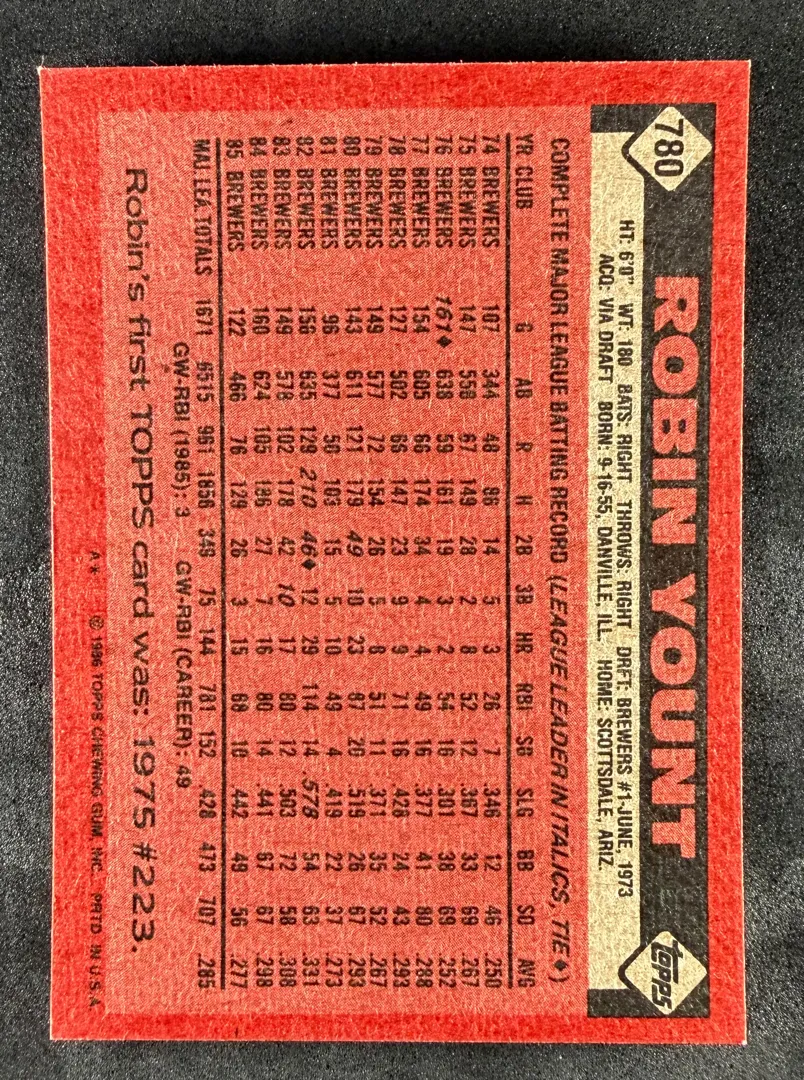 780
ROBIN YOUNT
topps
HT: 6'0" WT: 180 BATS: RIGHT THROWS: RIGHT DRFT: BREWERS #1-JUNE, 1973
ACQ: VIA DRAFT BORN: 9-16-55, DANVILLE, ILL. HOME: SCOTTSDALE, ARIZ.
COMPLETE MAJOR LEAGUE BATTING RECORD (LEAGUE LEADER IN ITALICS, TIE ♦)
YR CLUB G AB R H 2B 3B HR RBI SB SLG BB SO AVG
74 BREWERS 107 344 48 86 14 5 3 26 7 .346 12 46 .250
75 BREWERS 147 558 67 149 28 2 8 52 12 .367 33 69 .267
76 BREWERS 161♦ 638 59 161 19 3 2 54 16 .301 38 69 .252
77 BREWERS 154 605 66 174 34 4 4 49 16 .377 41 80 .288
78 BREWERS 127 502 66 147 23 9 9 71 16 .428 24 43 .293
79 BREWERS 149 577 72 154 26 5 8 51 11 .371 35 52 .267
80 BREWERS 143 611 121 179 49 10 23 87 20 .519 26 67 .293
81 BREWERS 96 377 50 103 15 5 10 49 4 .419 22 37 .273
82 BREWERS 156 635 129 210 46♦ 12 29 114 14 .578 54 63 .331
83 BREWERS 149 578 102 178 42 10 17 80 12 .503 72 58 .308
84 BREWERS 160 624 105 186 27 7 16 80 14 .441 67 67 .298
85 BREWERS 122 466 76 129 26 3 15 68 10 .442 49 56 .277
MAJ.LEA. TOTALS 1671 6515 961 1856 349 75 144 781 152 .428 473 707 .285
GW-RBI (1985): 3 GW-RBI (CAREER): 49
Robin's first TOPPS card was: 1975 #223.
A* © 1986 TOPPS CHEWING GUM, INC. PRTD. IN U.S.A.